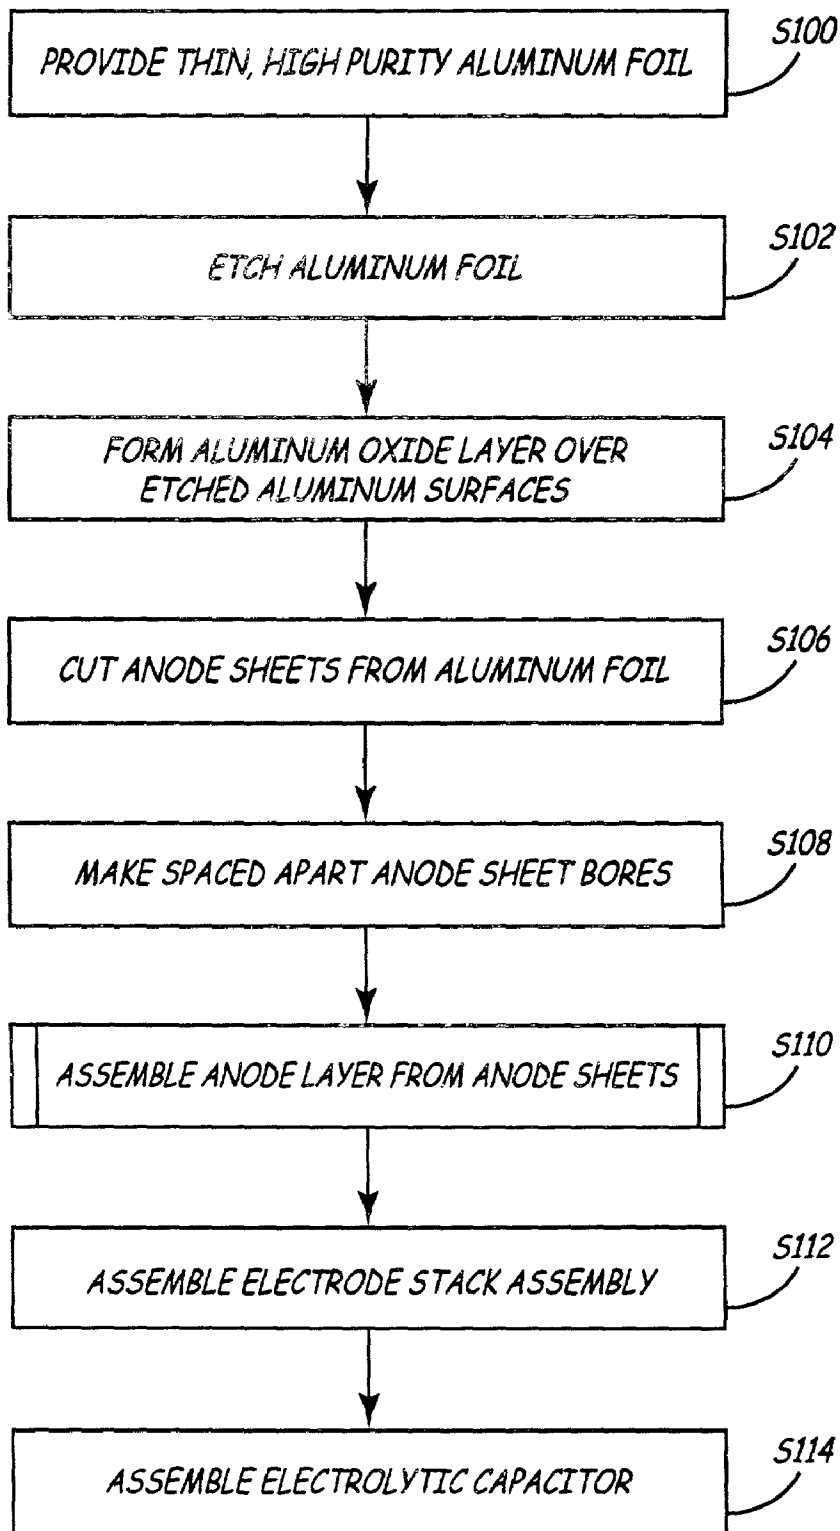 S100
PROVIDE THIN, HIGH PURITY ALUMINUM FOIL
S102
ETCH ALUMINUM FOIL
S104
FORM ALUMINUM OXIDE LAYER OVER
ETCHED ALUMINUM SURFACES
S106
CUT ANODE SHEETS FROM ALUMINUM FOIL
S108
MAKE SPACED APART ANODE SHEET BORES
S110
ASSEMBLE ANODE LAYER FROM ANODE SHEETS
S112
ASSEMBLE ELECTRODE STACK ASSEMBLY
S114
ASSEMBLE ELECTROLYTIC CAPACITOR